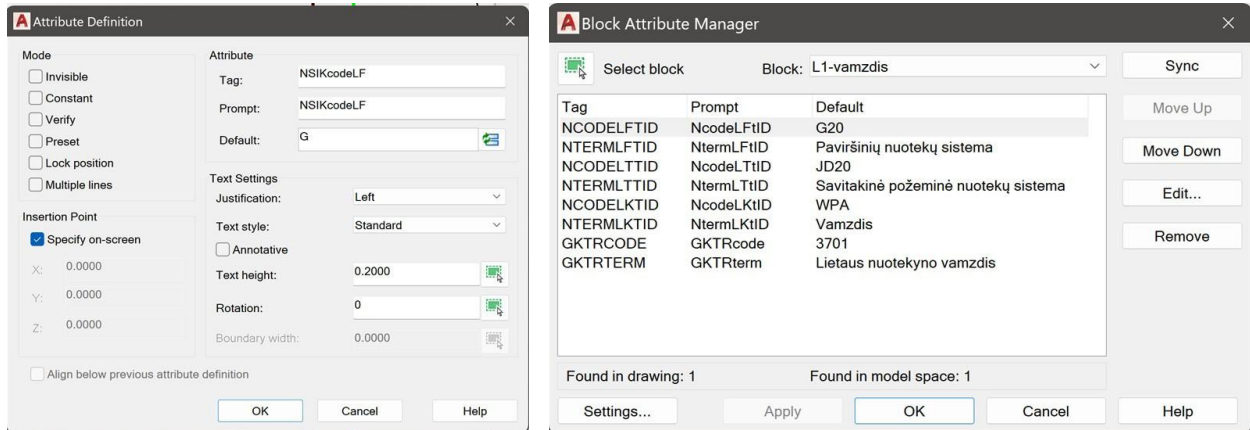 Attribute Definition
Mode
Invisible
Constant
Verify
Preset
Lock position
Multiple lines
Insertion Point
Specify on-screen
X: 0.0000
Y: 0.0000
Z: 0.0000
Attribute
Tag: NSIKcodeLF
Prompt: NSIKcodeLF
Default: G
Text Settings
Justification: Left
Text style: Standard
Annotative
Text height: 0.2000
Rotation: 0
Boundary width: 0.0000
Align below previous attribute definition
OK Cancel Help
Block Attribute Manager
Select block Block: L1-vamzdis
Tag Prompt Default
NCODELFTID NcodeLFtID G20
NTERMLFTID NtermLFtID Paviršinių nuotekų sistema
NCODELTTID NcodeLTtID JD20
NTERMLTTID NtermLTtID Savitakinė požeminė nuotekų sistema
NCODELKTID NcodeLKtID WPA
NTERMLKTID NtermLKtID Vamzdis
GKTRCODE GKTRcode 3701
GKTRTERM GKTRterm Lietaus nuotekyno vamzdis
Sync
Move Up
Move Down
Edit...
Remove
Found in drawing: 1 Found in model space: 1
Settings... Apply OK Cancel Help